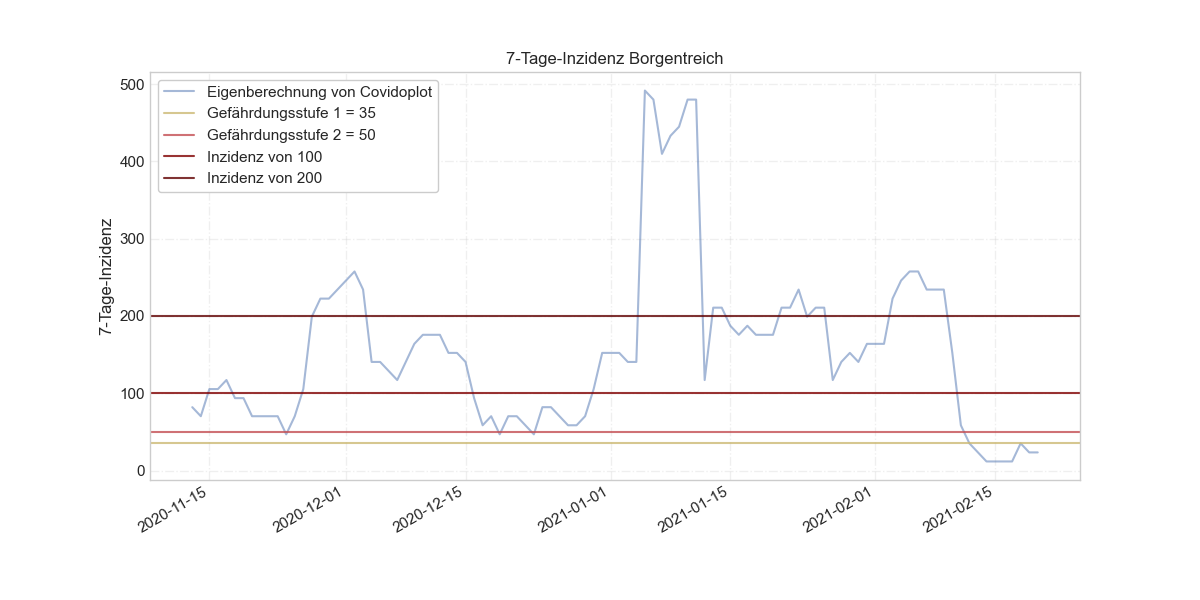 7-Tage-Inzidenz Borgentreich
Eigenberechnung von Covidoplot
Gefährdungsstufe 1 = 35
Gefährdungsstufe 2 = 50
Inzidenz von 100
Inzidenz von 200
7-Tage-Inzidenz
500
400
300
200
100
0
2020-11-15
2020-12-01
2020-12-15
2021-01-01
2021-01-15
2021-02-01
2021-02-15